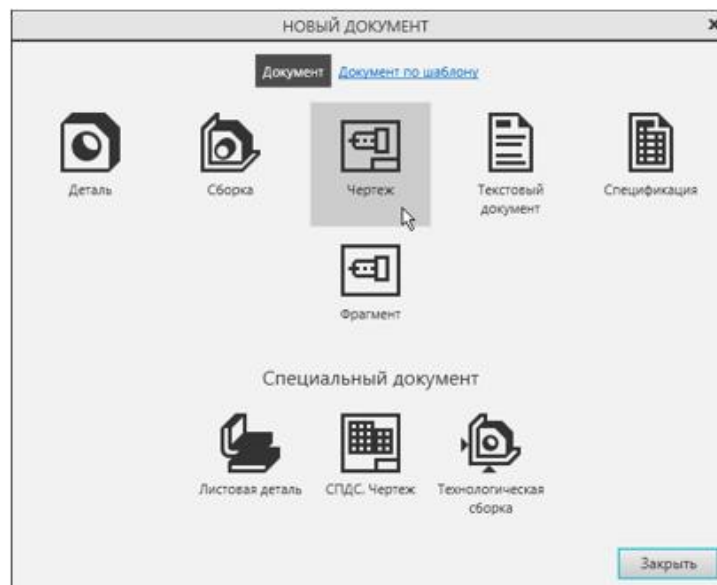 НОВЫЙ ДОКУМЕНТ
Документ Документ по шаблону
Деталь Сборка Чертеж Текстовый документ Спецификация
Фрагмент
Специальный документ
Листовая деталь СПДС. Чертеж Технологическая сборка
Закрыть